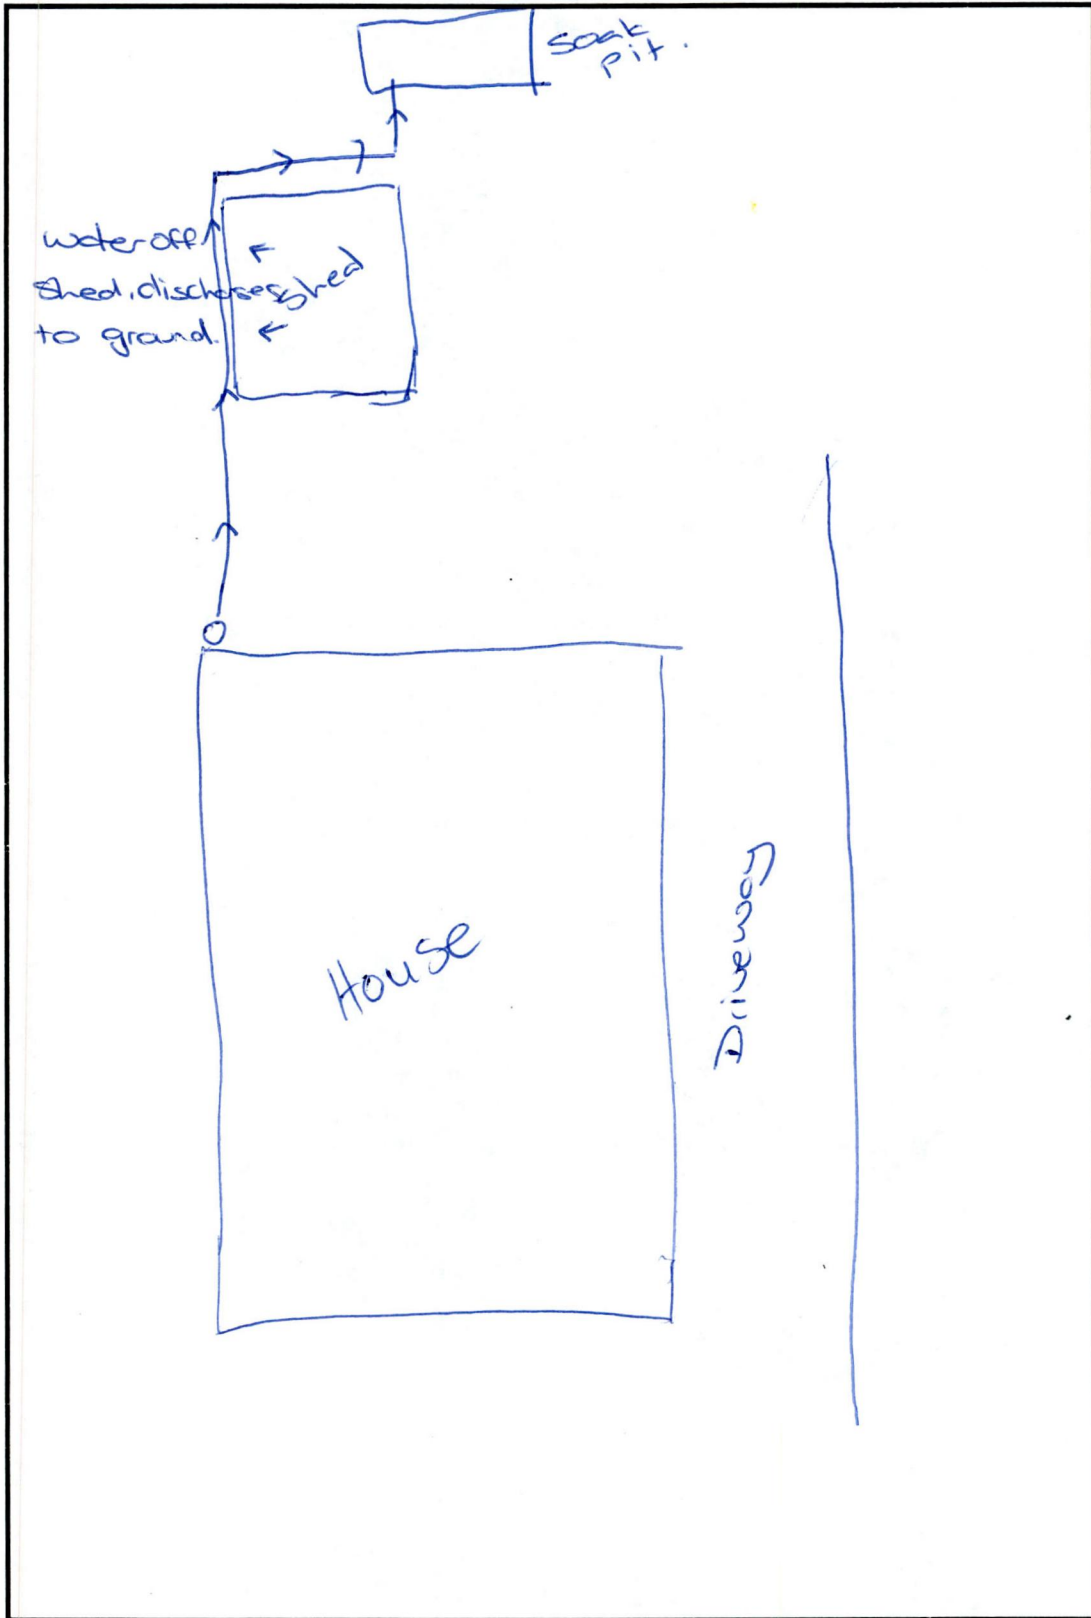 soak
pit.
water off
shed. discharges
to ground.
shed
House
Driveway